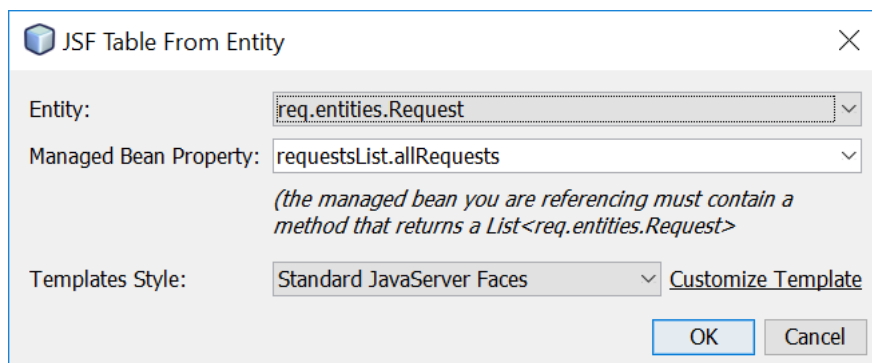 JSF Table From Entity
Entity: req.entities.Request
Managed Bean Property: requestsList.allRequests
(the managed bean you are referencing must contain a
method that returns a List<req.entities.Request>
Templates Style: Standard JavaServer Faces Customize Template
OK Cancel